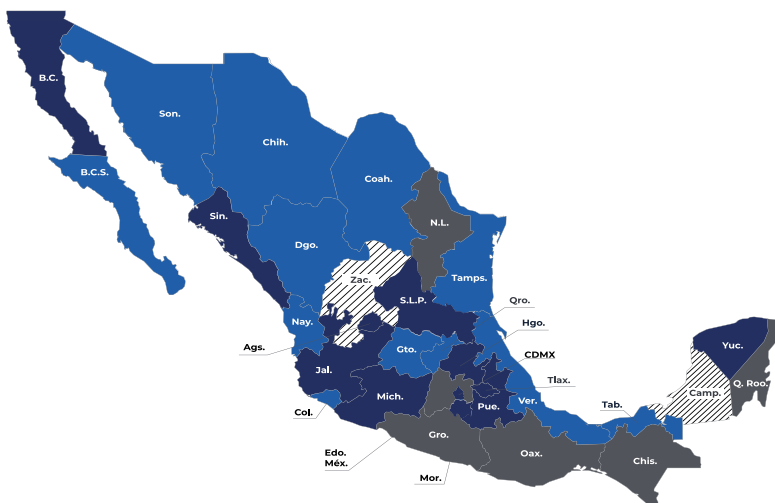 B.C.
Son.
Chih.
B.C.S.
Coah.
Sin.
N.L.
Dgo.
Zac.
Tamps.
S.L.P.
Qro.
Nay.
Hgo.
Ags.
Gto.
CDMX
Yuc.
Jal.
Tlax.
Q. Roo.
Camp.
Mich.
Ver.
Tab.
Pue.
Col.
Gro.
Edo.
Méx.
Oax.
Chis.
Mor.